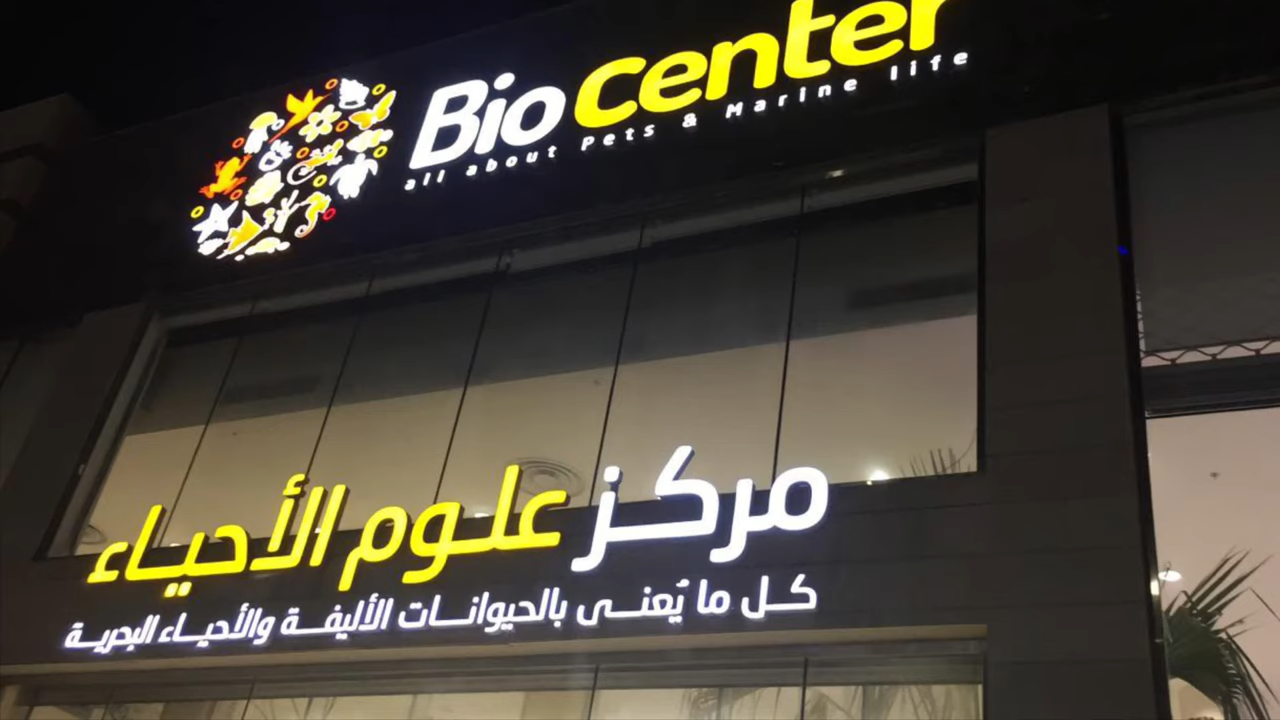 Bio center
all about Pets & Marine life
مركز علوم الأحياء
كل ما يُعنى بالحيوانات الأليفة والأحياء البحرية